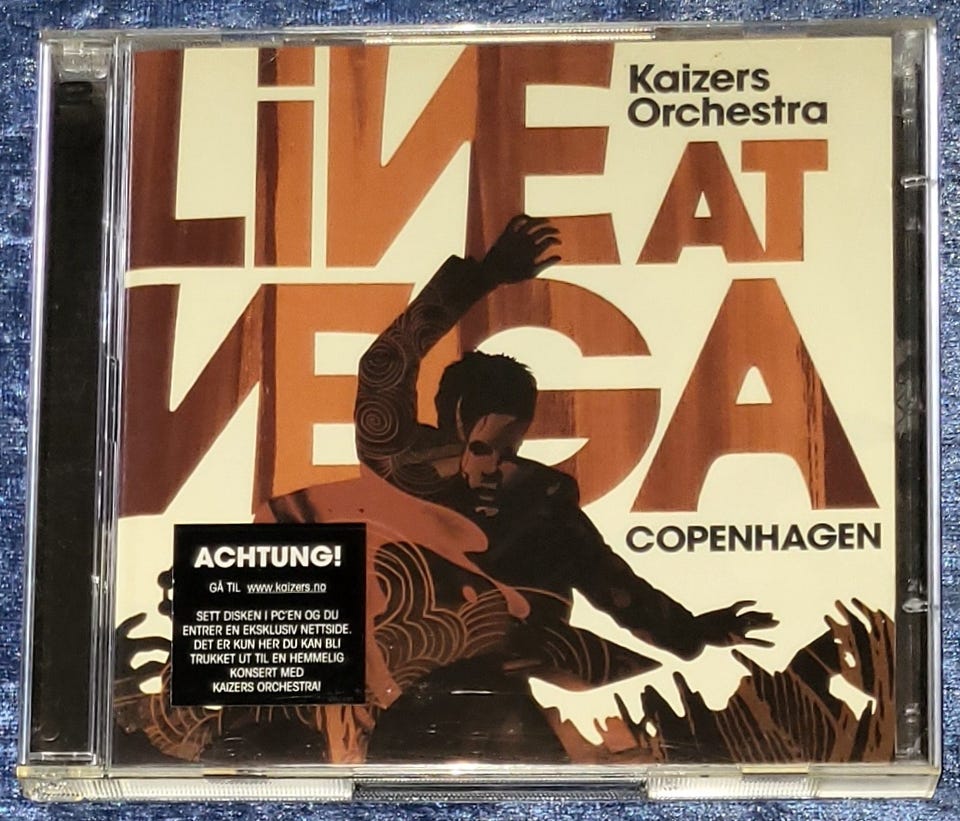 Kaizers
Orchestra
LiVE AT
VEGA
COPENHAGEN
ACHTUNG!
GÅ TIL www.kaizers.no
SETT DISKEN I PC'EN OG DU
ENTRER EN EKSKLUSIV NETTSIDE.
DET ER KUN HER DU KAN BLI
TRUKKET UT TIL EN HEMMELIG
KONSERT MED
KAIZERS ORCHESTRA!